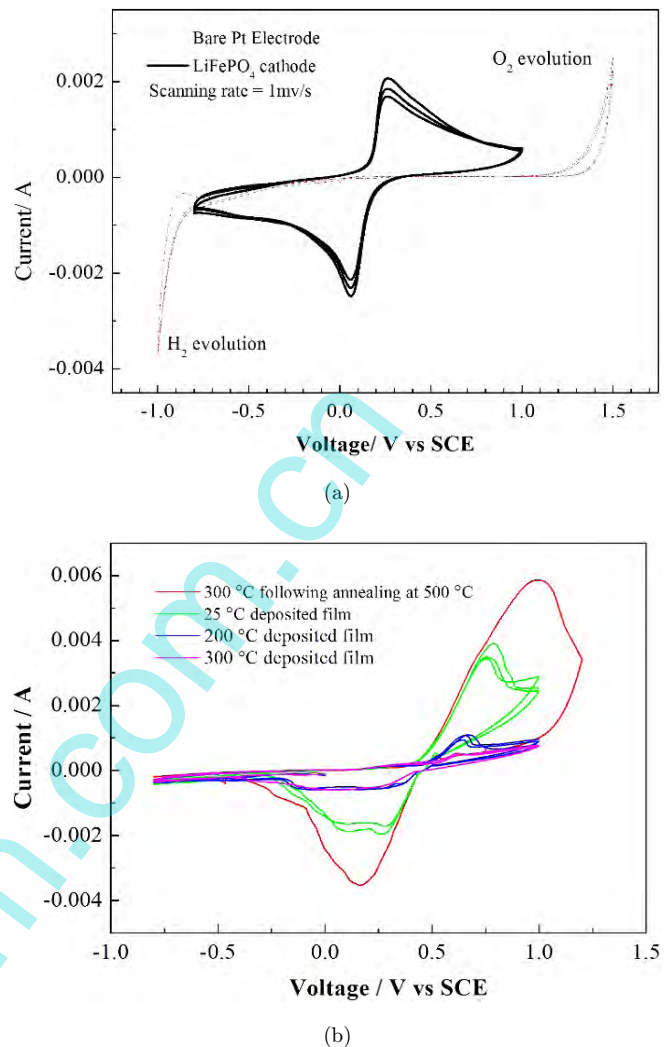 Bare Pt Electrode
LiFePO4 cathode
Scanning rate = 1mv/s
O2 evolution
H2 evolution
0.002
0.000
-0.002
-0.004
Current/ A
-1.0
-0.5
0.0
0.5
1.0
1.5
Voltage/ V vs SCE
(a)
300 °C following annealing at 500 °C
25 °C deposited film
200 °C deposited film
300 °C deposited film
0.006
0.004
0.002
0.000
-0.002
-0.004
Current / A
-1.0
-0.5
0.0
0.5
1.0
1.5
Voltage / V vs SCE
(b)
m.com.cn